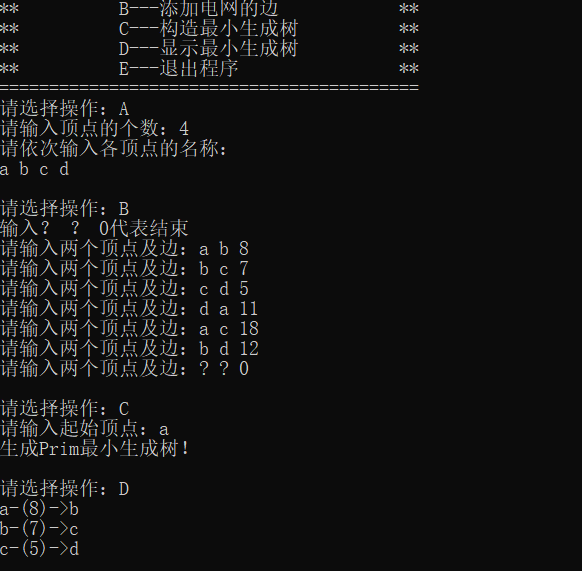 **          B---添加电网的边            **
**          C---构造最小生成树          **
**          D---显示最小生成树          **
**          E---退出程序                **
==========================================
请选择操作：A
请输入顶点的个数：4
请依次输入各顶点的名称：
a b c d
请选择操作：B
输入？ ？ 0代表结束
请输入两个顶点及边：a b 8
请输入两个顶点及边：b c 7
请输入两个顶点及边：c d 5
请输入两个顶点及边：d a 11
请输入两个顶点及边：a c 18
请输入两个顶点及边：b d 12
请输入两个顶点及边：? ? 0
请选择操作：C
请输入起始顶点：a
生成Prim最小生成树！
请选择操作：D
a-(8)->b
b-(7)->c
c-(5)->d